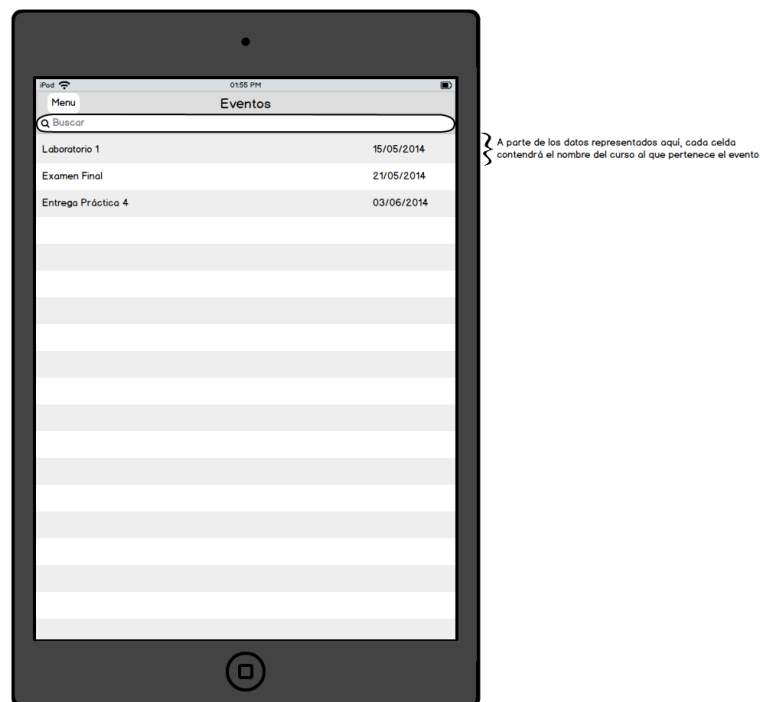 iPod
01:55 PM
Menu
Eventos
Buscar
Laboratorio 1 15/05/2014
Examen Final 21/05/2014
Entrega Práctica 4 03/06/2014
A parte de los datos representados aquí, cada celda
contendrá el nombre del curso al que pertenece el evento